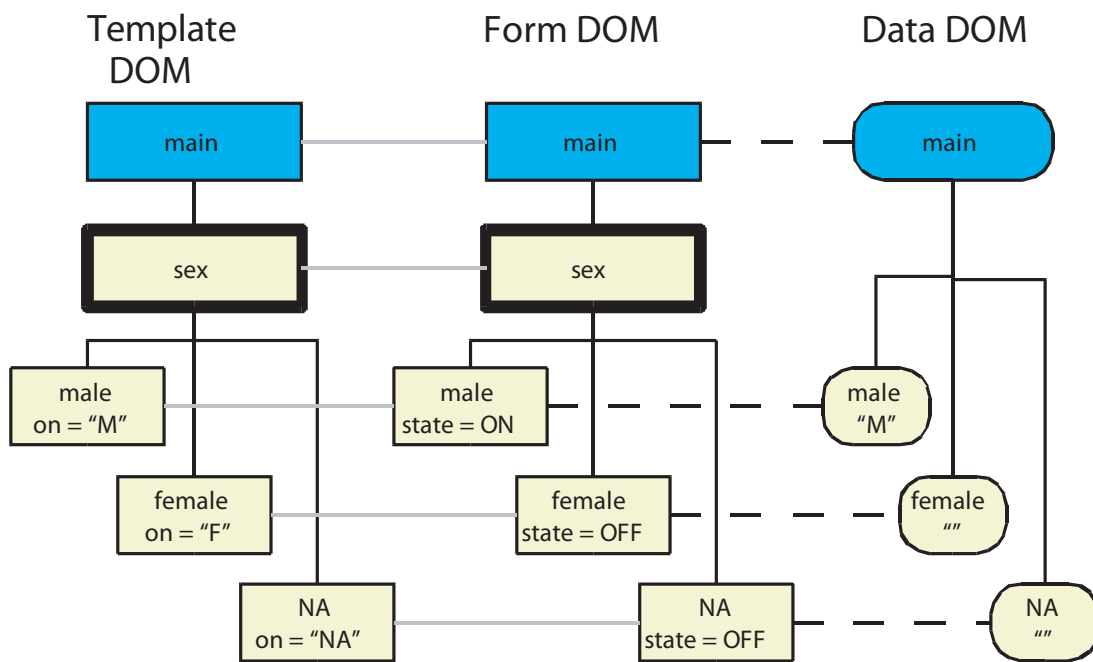 Template
DOM
Form DOM
Data DOM
main
main
main
sex
sex
male
on = “M”
male
state = ON
male
“M”
female
on = “F”
female
state = OFF
female
“”
NA
on = “NA”
NA
state = OFF
NA
“”